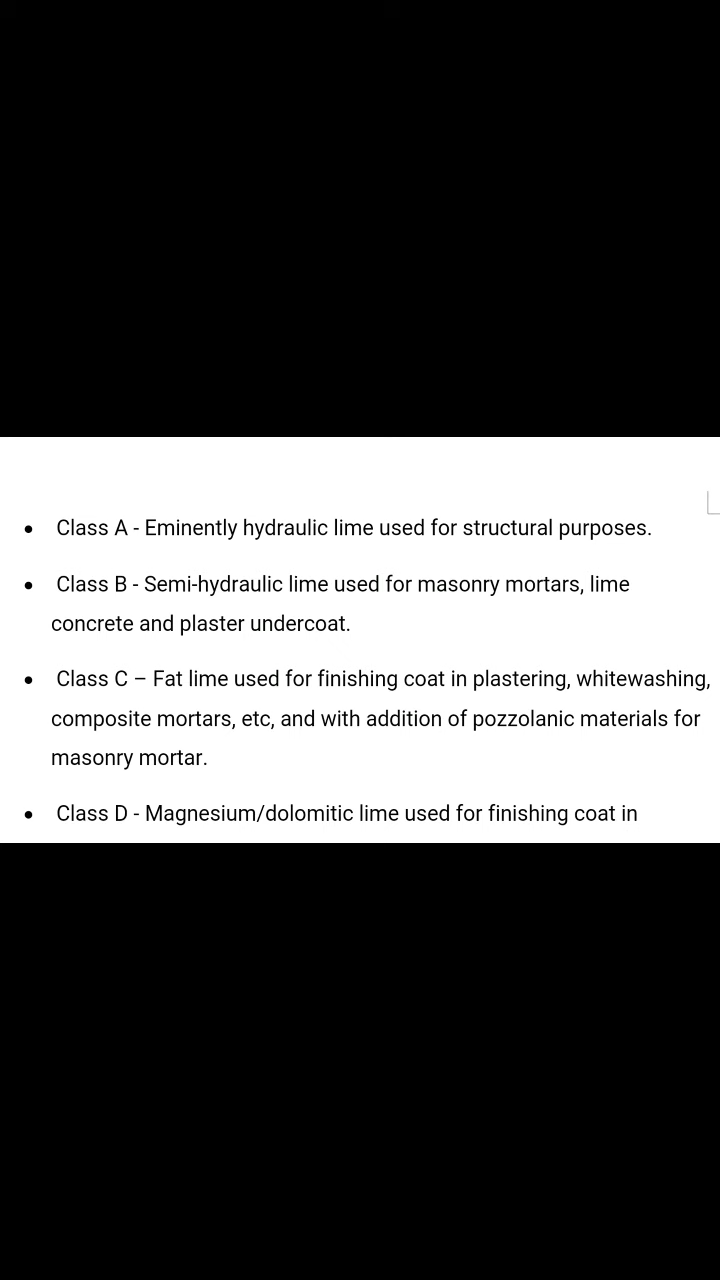 • Class A - Eminently hydraulic lime used for structural purposes.
• Class B - Semi-hydraulic lime used for masonry mortars, lime
concrete and plaster undercoat.
• Class C – Fat lime used for finishing coat in plastering, whitewashing,
composite mortars, etc, and with addition of pozzolanic materials for
masonry mortar.
• Class D - Magnesium/dolomitic lime used for finishing coat in